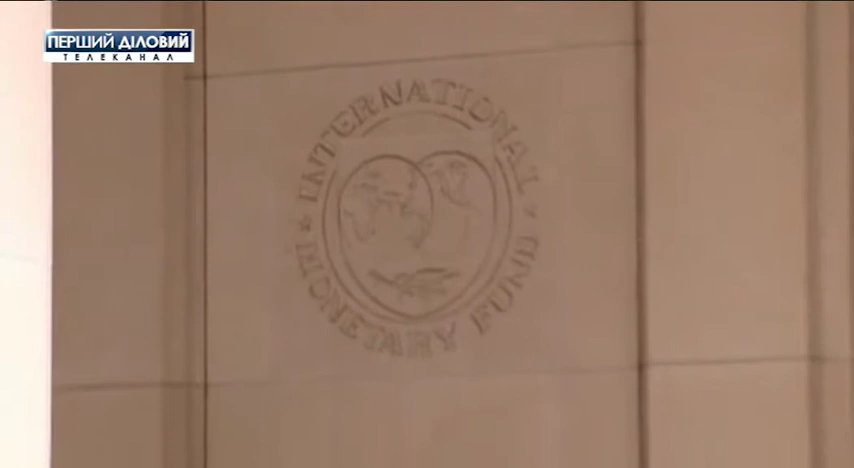 ПЕРШИЙ ДІЛОВИЙ
ТЕЛЕКАНАЛ
INTERNATIONAL
MONETARY FUND